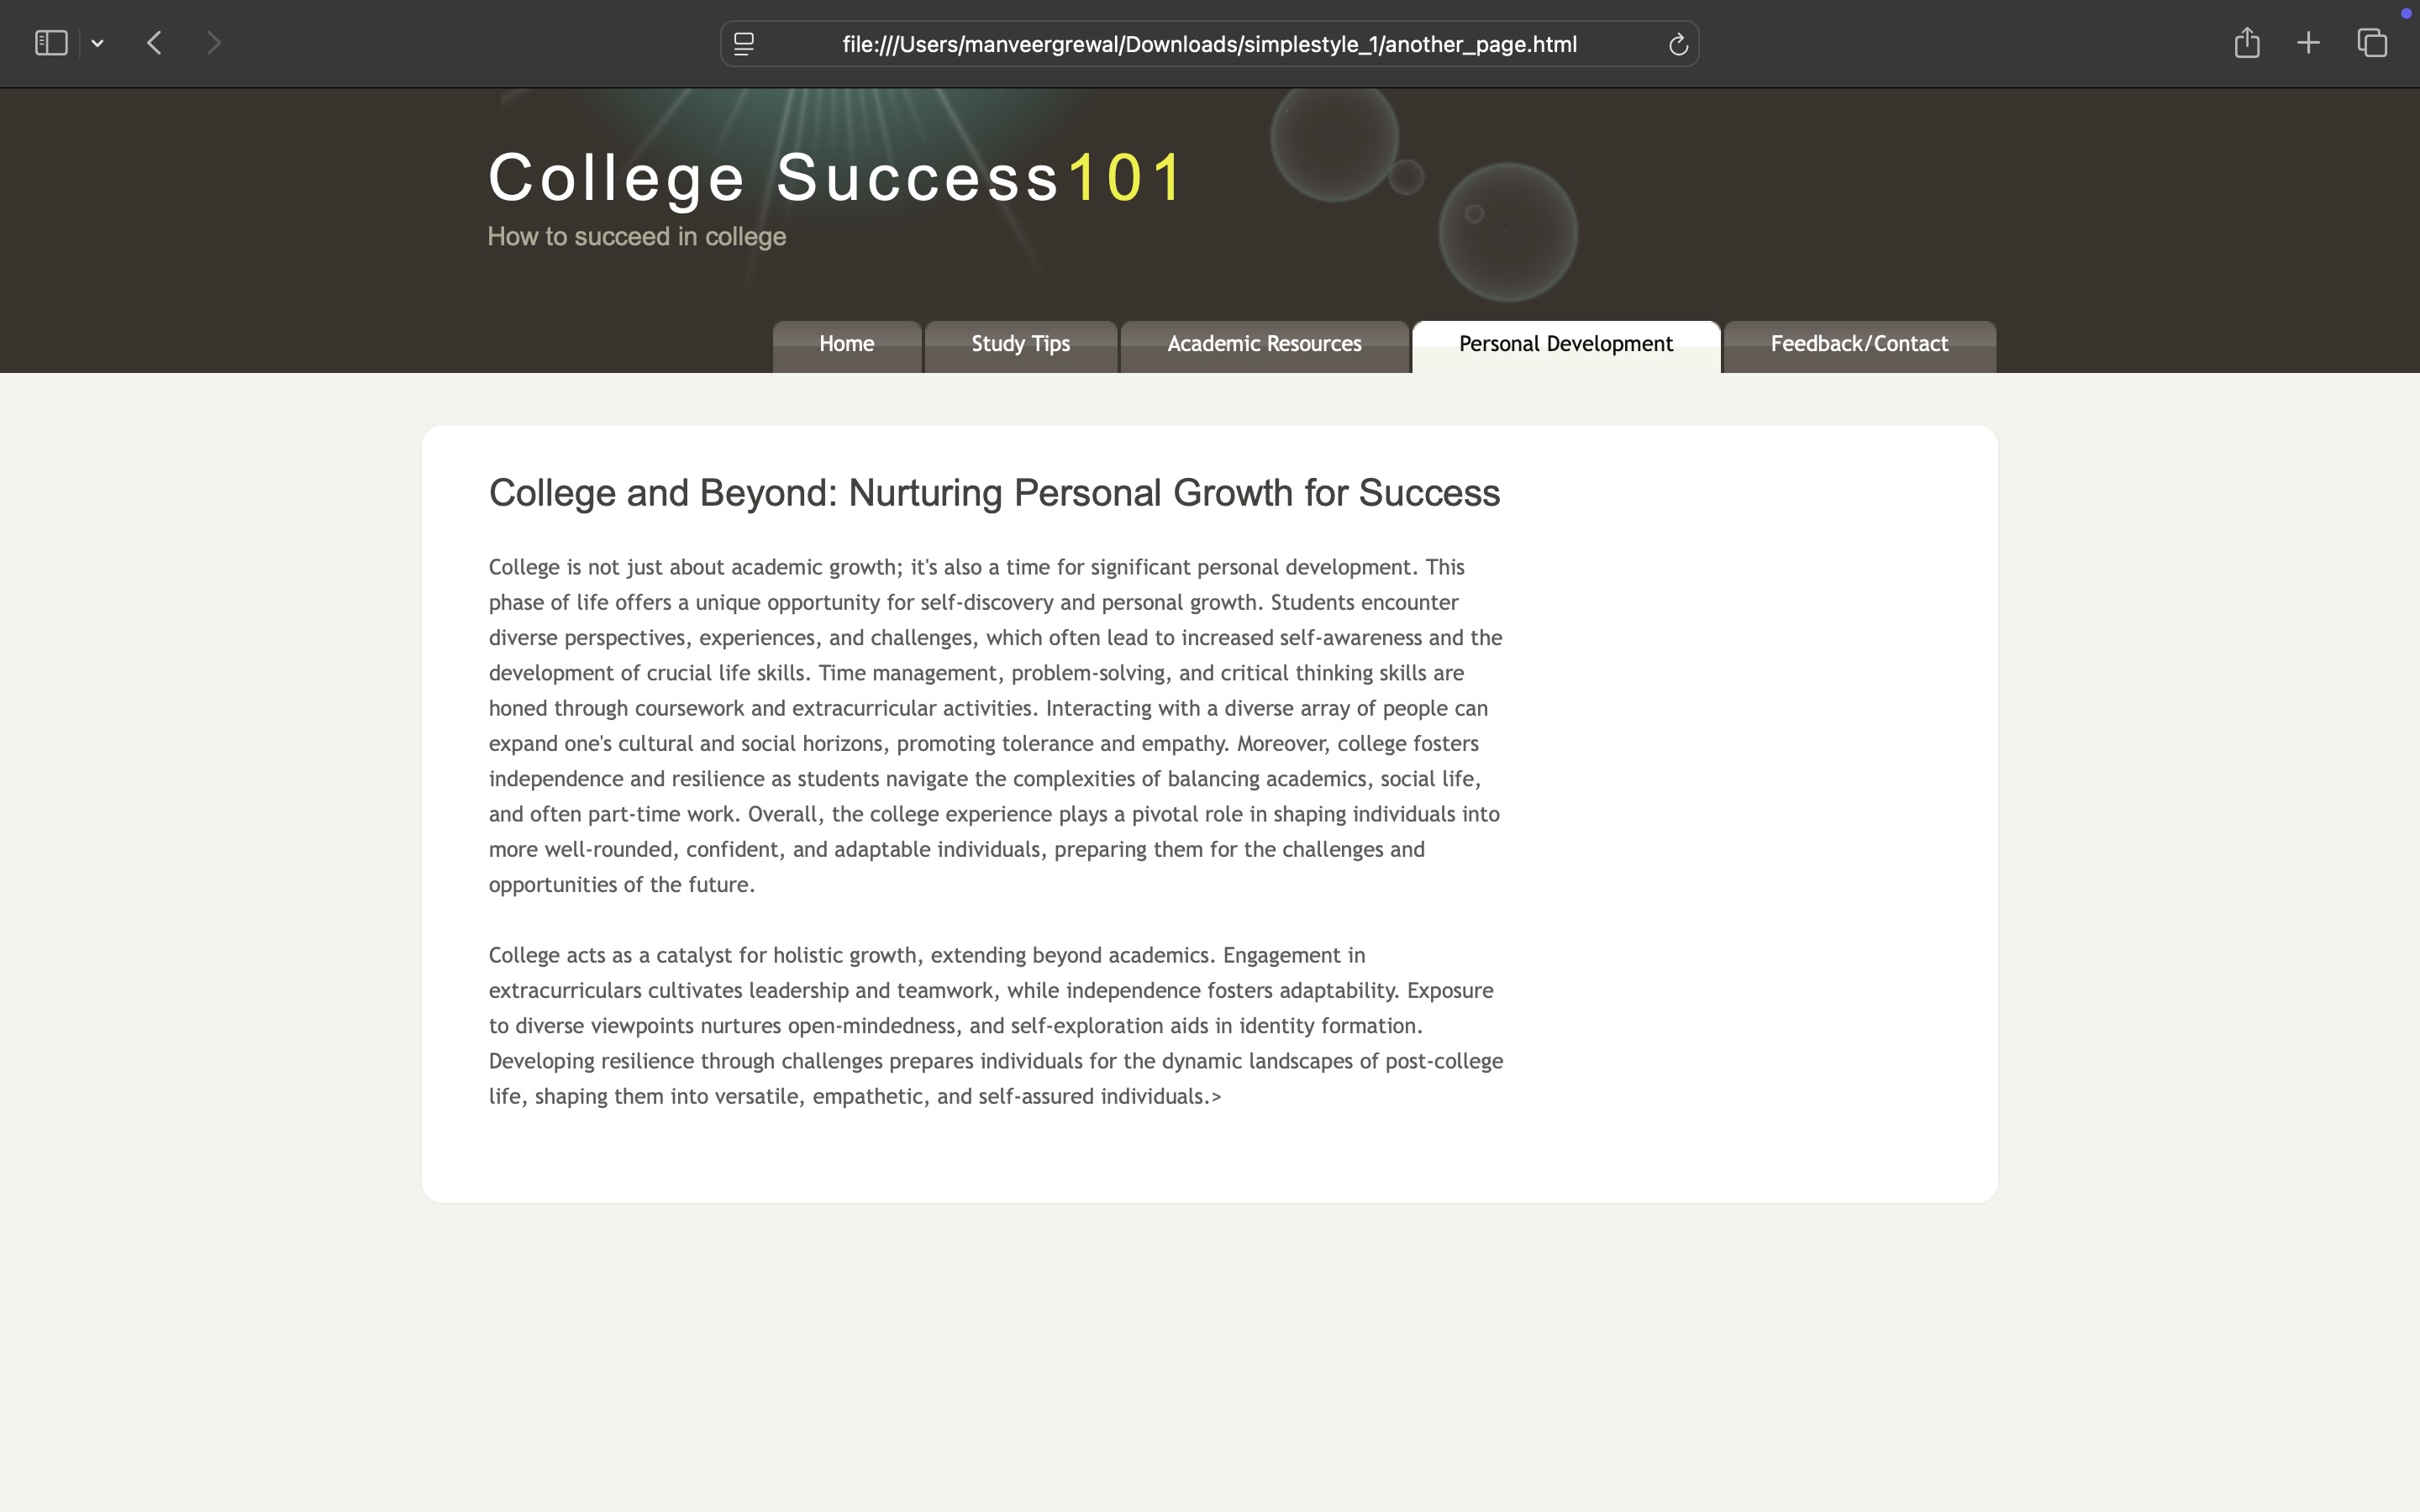 file:///Users/manveergrewal/Downloads/simplestyle_1/another_page.html
College Success101
How to succeed in college
Home Study Tips Academic Resources Personal Development Feedback/Contact
College and Beyond: Nurturing Personal Growth for Success
College is not just about academic growth; it's also a time for significant personal development. This
phase of life offers a unique opportunity for self-discovery and personal growth. Students encounter
diverse perspectives, experiences, and challenges, which often lead to increased self-awareness and the
development of crucial life skills. Time management, problem-solving, and critical thinking skills are
honed through coursework and extracurricular activities. Interacting with a diverse array of people can
expand one's cultural and social horizons, promoting tolerance and empathy. Moreover, college fosters
independence and resilience as students navigate the complexities of balancing academics, social life,
and often part-time work. Overall, the college experience plays a pivotal role in shaping individuals into
more well-rounded, confident, and adaptable individuals, preparing them for the challenges and
opportunities of the future.
College acts as a catalyst for holistic growth, extending beyond academics. Engagement in
extracurriculars cultivates leadership and teamwork, while independence fosters adaptability. Exposure
to diverse viewpoints nurtures open-mindedness, and self-exploration aids in identity formation.
Developing resilience through challenges prepares individuals for the dynamic landscapes of post-college
life, shaping them into versatile, empathetic, and self-assured individuals.>